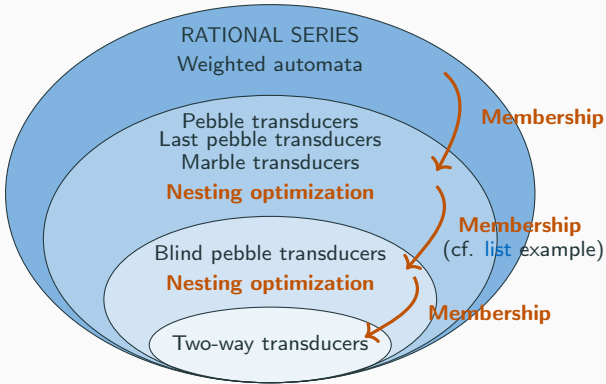 RATIONAL SERIES
Weighted automata
Membership
Pebble transducers
Last pebble transducers
Marble transducers
Nesting optimization
Membership
(cf. list example)
Blind pebble transducers
Nesting optimization
Membership
Two-way transducers